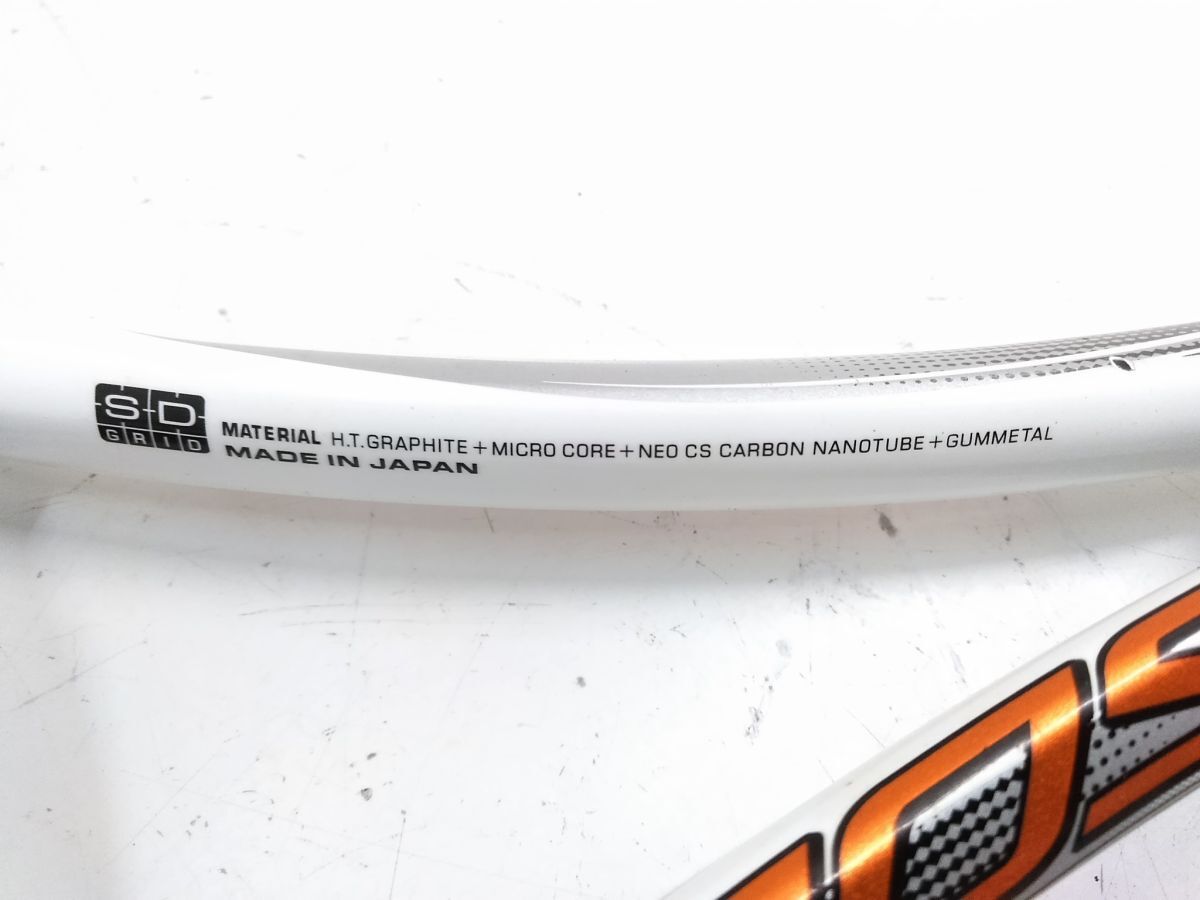 S-D
GRID
MATERIAL H.T.GRAPHITE+MICRO CORE+NEO CS CARBON NANOTUBE+GUMMETAL
MADE IN JAPAN